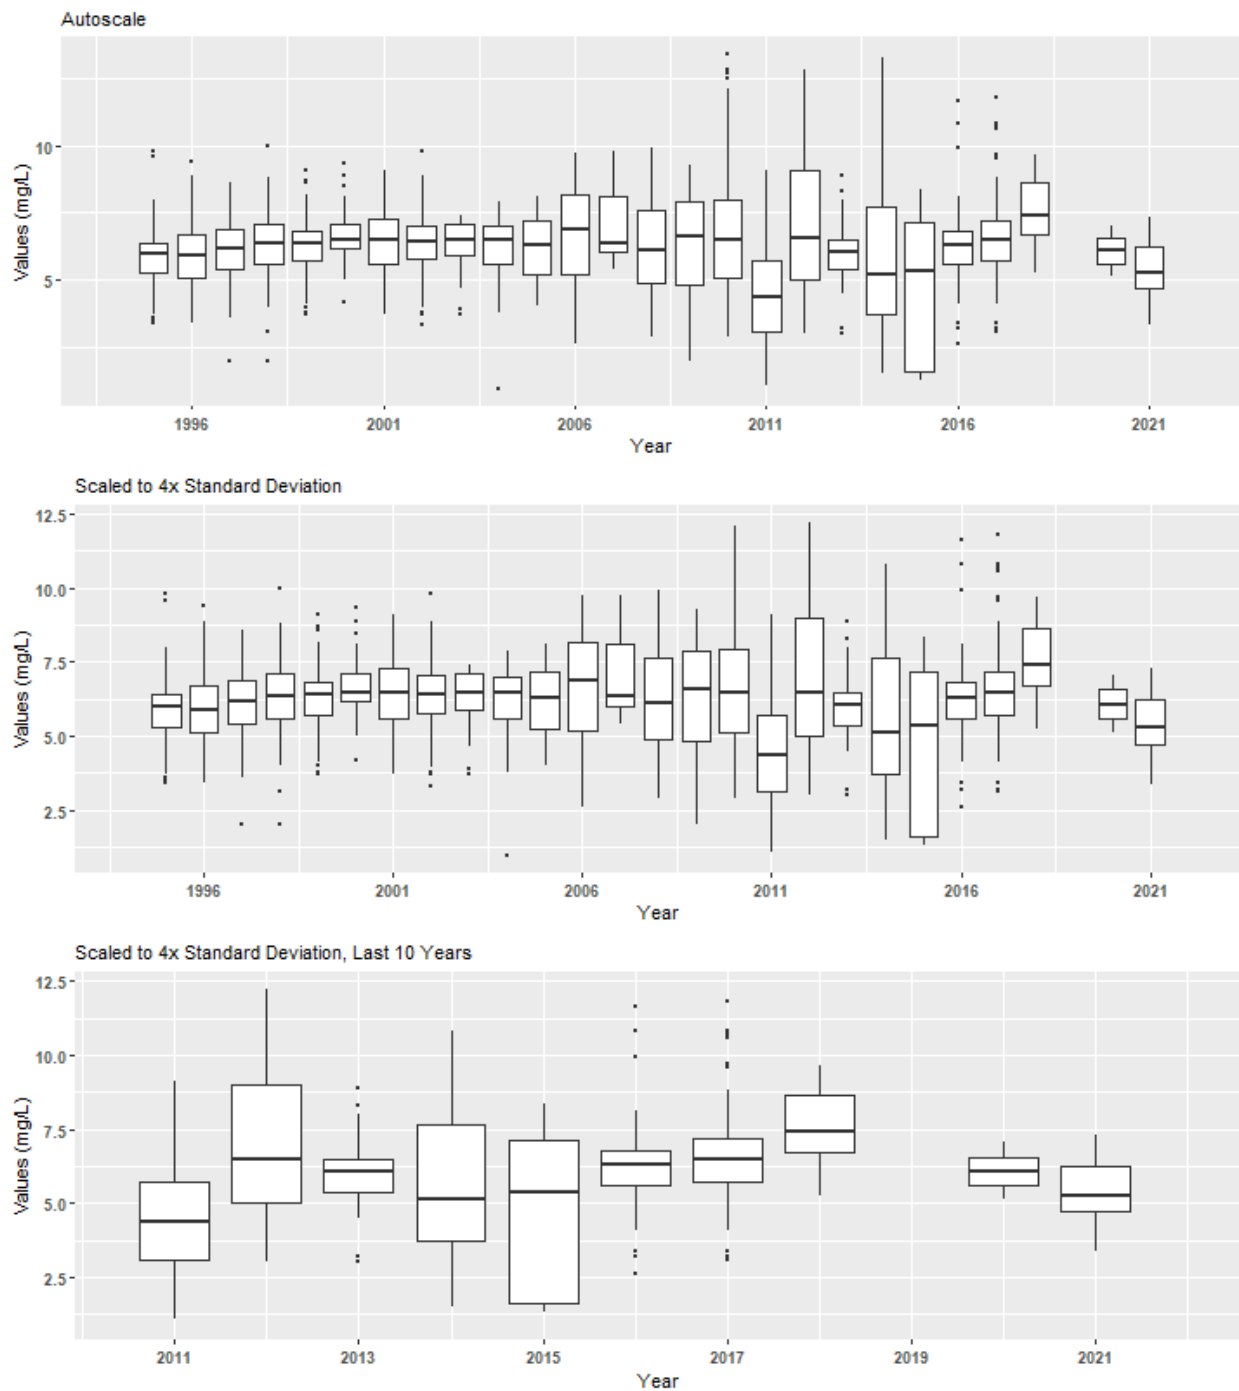 Autoscale
Values (mg/L)
10
5
1996 2001 2006 2011 2016 2021
Year
Scaled to 4x Standard Deviation
Values (mg/L)
12.5
10.0
7.5
5.0
2.5
1996 2001 2006 2011 2016 2021
Year
Scaled to 4x Standard Deviation, Last 10 Years
Values (mg/L)
12.5
10.0
7.5
5.0
2.5
2011 2013 2015 2017 2019 2021
Year